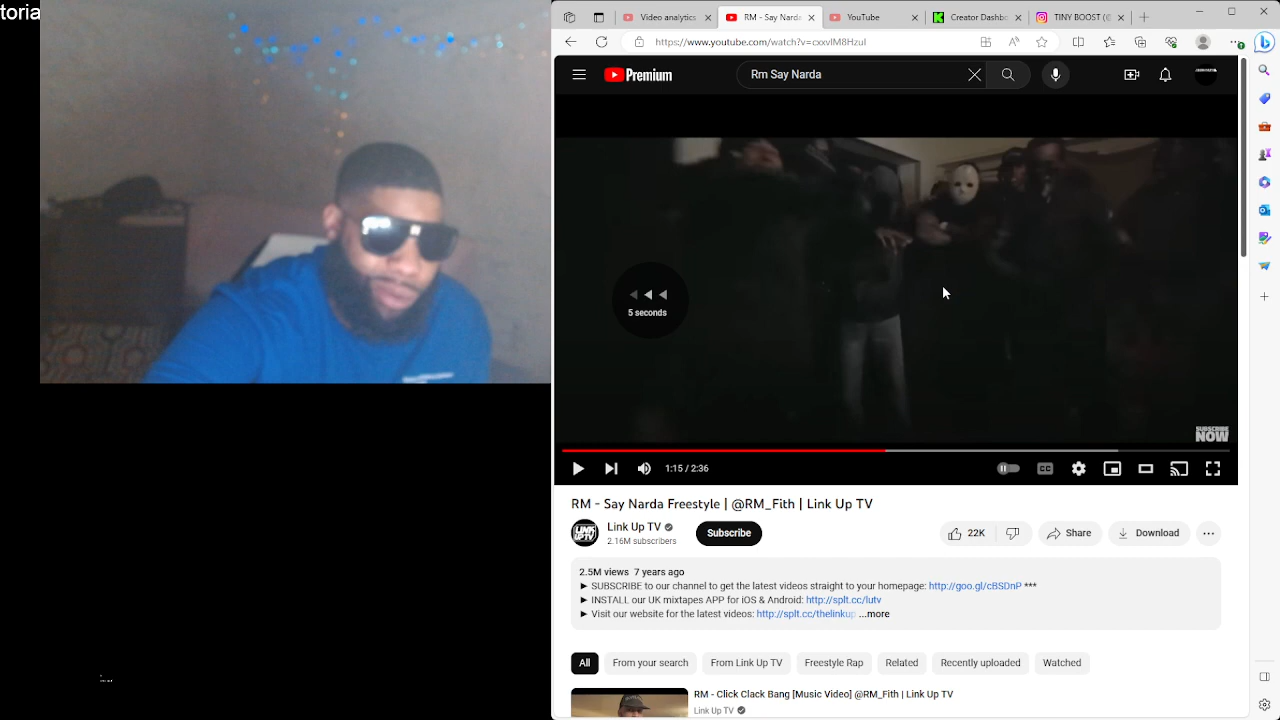 toria
Video analytics
RM - Say Narda
YouTube
Creator Dashbo
TINY BOOST (@
https://www.youtube.com/watch?v=cxxvIM8HzuI
Premium
Rm Say Narda
5 seconds
SUBSCRIBE
NOW
1:15 / 2:36
CC
RM - Say Narda Freestyle | @RM_Fith | Link Up TV
LINK
UP TV
Link Up TV
2.16M subscribers
Subscribe
22K
Share
Download
2.5M views 7 years ago
► SUBSCRIBE to our channel to get the latest videos straight to your homepage: http://goo.gl/cBSDnP ***
► INSTALL our UK mixtapes APP for iOS & Android: http://splt.cc/lutv
► Visit our website for the latest videos: http://splt.cc/thelinkup ...more
All
From your search
From Link Up TV
Freestyle Rap
Related
Recently uploaded
Watched
RM - Click Clack Bang [Music Video] @RM_Fith | Link Up TV
Link Up TV